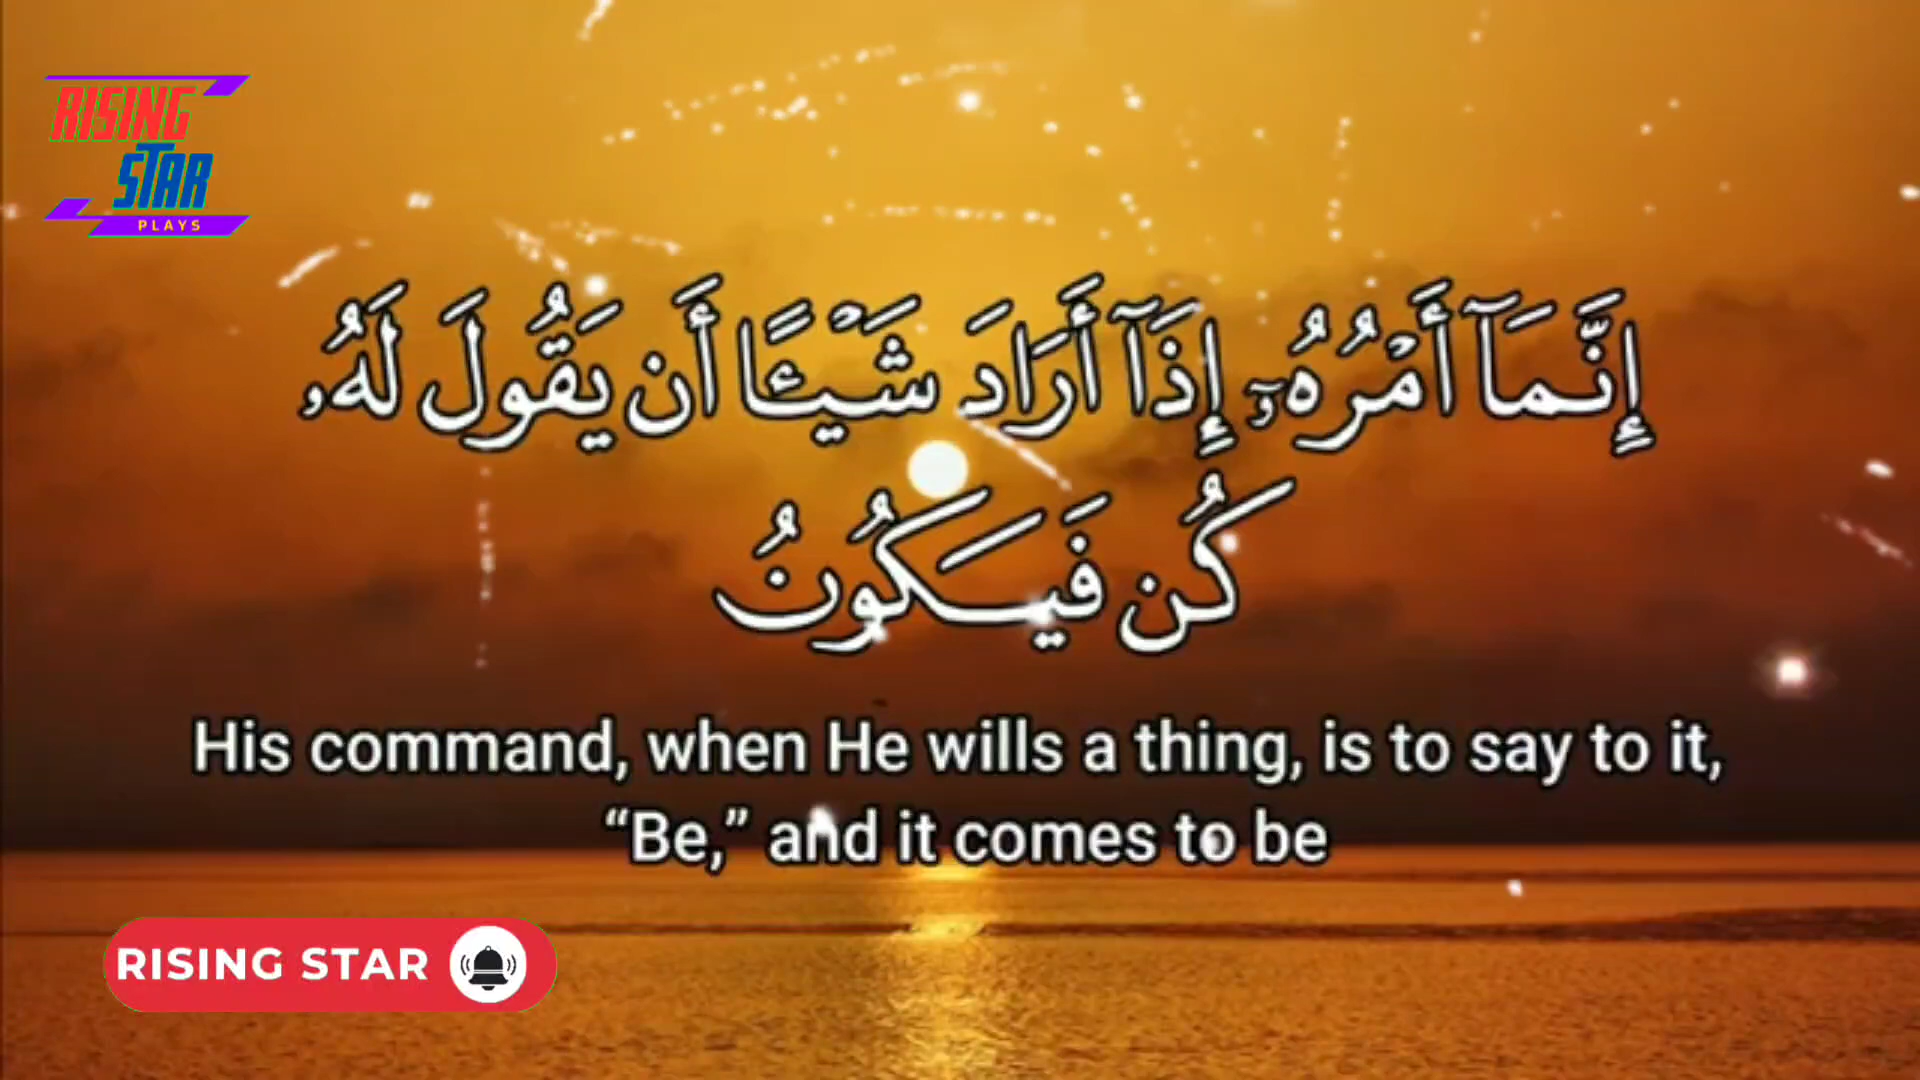 RISING
STAR
PLAYS
إِنَّمَآ أَمْرُهُۥٓ إِذَآ أَرَادَ شَيْـًٔا أَن يَقُولَ لَهُۥ
كُن فَيَكُونُ
His command, when He wills a thing, is to say to it,
“Be,” and it comes to be
RISING STAR